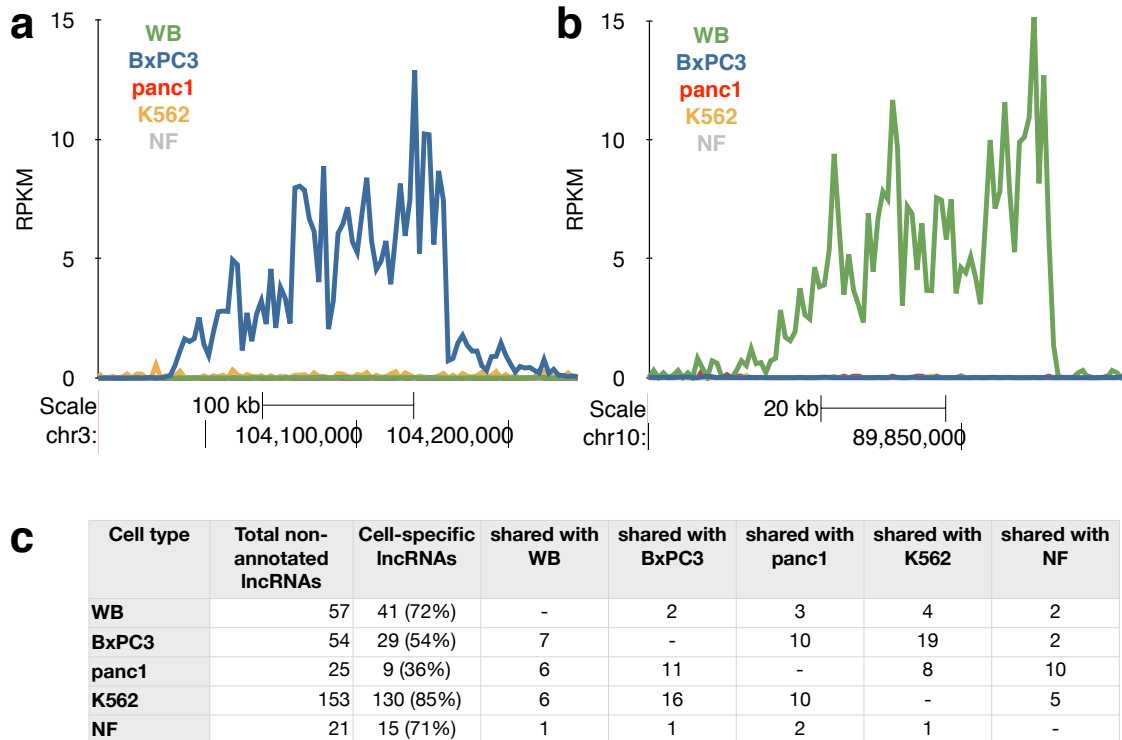 a
15
10
5
0
RPKM
WB
BxPC3
panc1
K562
NF
Scale
100 kb
chr3:
104,100,000
104,200,000
b
15
10
5
0
RPKM
WB
BxPC3
panc1
K562
NF
Scale
20 kb
chr10:
89,850,000
c
Cell type Total non-annotated lncRNAs Cell-specific lncRNAs shared with WB shared with BxPC3 shared with panc1 shared with K562 shared with NF
WB 57 41 (72%) - 2 3 4 2
BxPC3 54 29 (54%) 7 - 10 19 2
panc1 25 9 (36%) 6 11 - 8 10
K562 153 130 (85%) 6 16 10 - 5
NF 21 15 (71%) 1 1 2 1 -